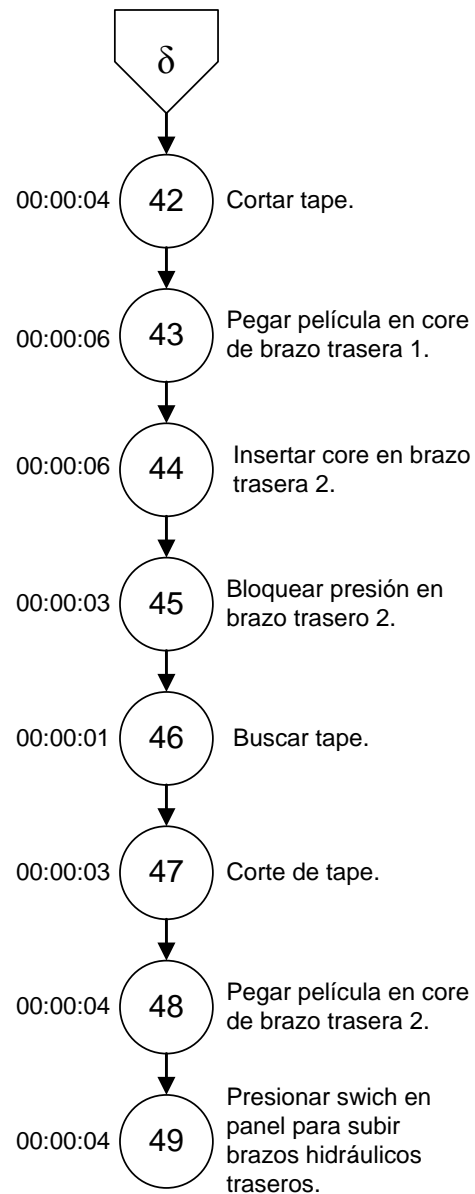 δ
00:00:04
42
Cortar tape.
00:00:06
43
Pegar película en core
de brazo trasera 1.
00:00:06
44
Insertar core en brazo
trasera 2.
00:00:03
45
Bloquear presión en
brazo trasero 2.
00:00:01
46
Buscar tape.
00:00:03
47
Corte de tape.
00:00:04
48
Pegar película en core
de brazo trasera 2.
00:00:04
49
Presionar swich en
panel para subir
brazos hidráulicos
traseros.